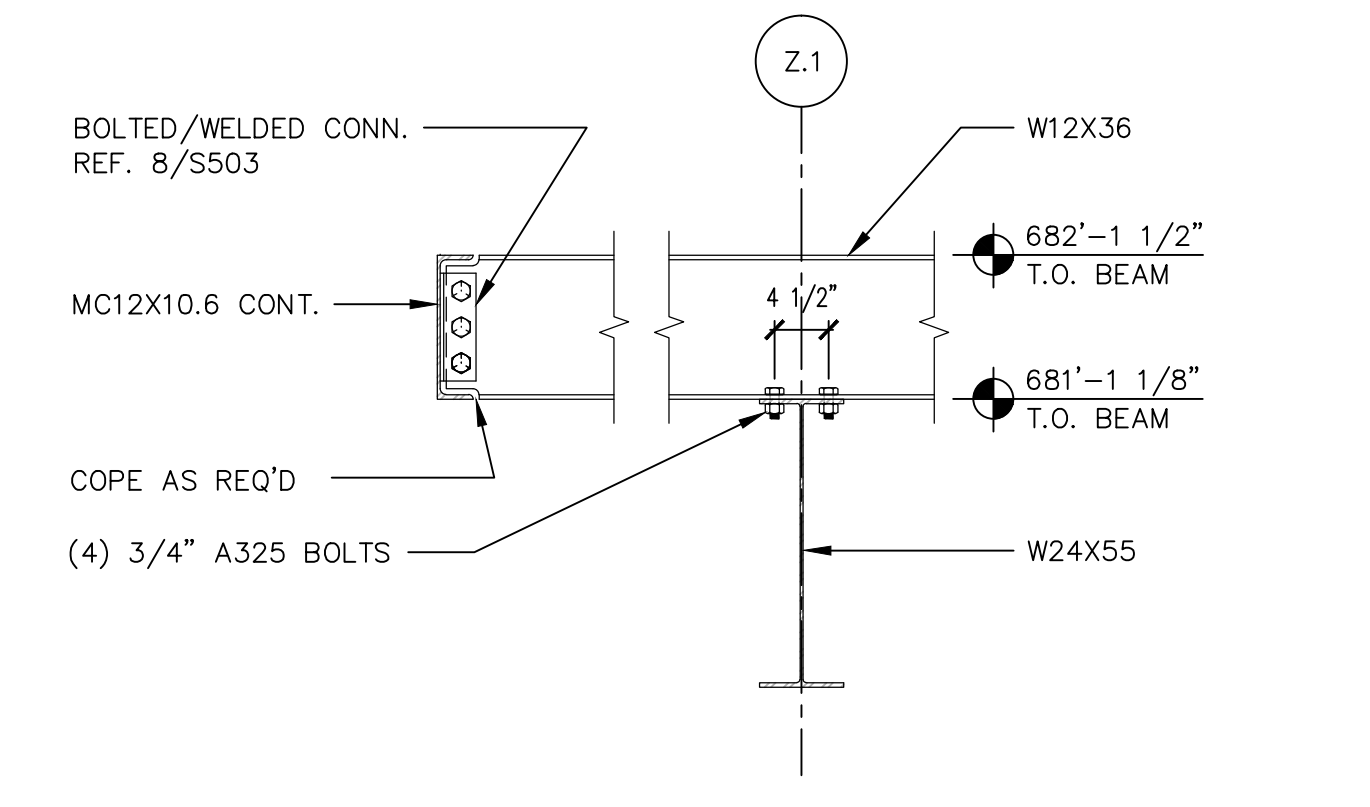 Z.1
BOLTED/WELDED CONN.
REF. 8/S503
W12X36
682’-1 1/2”
T.O. BEAM
4 1/2”
MC12X10.6 CONT.
681’-1 1/8”
T.O. BEAM
COPE AS REQ’D
(4) 3/4” A325 BOLTS
W24X55